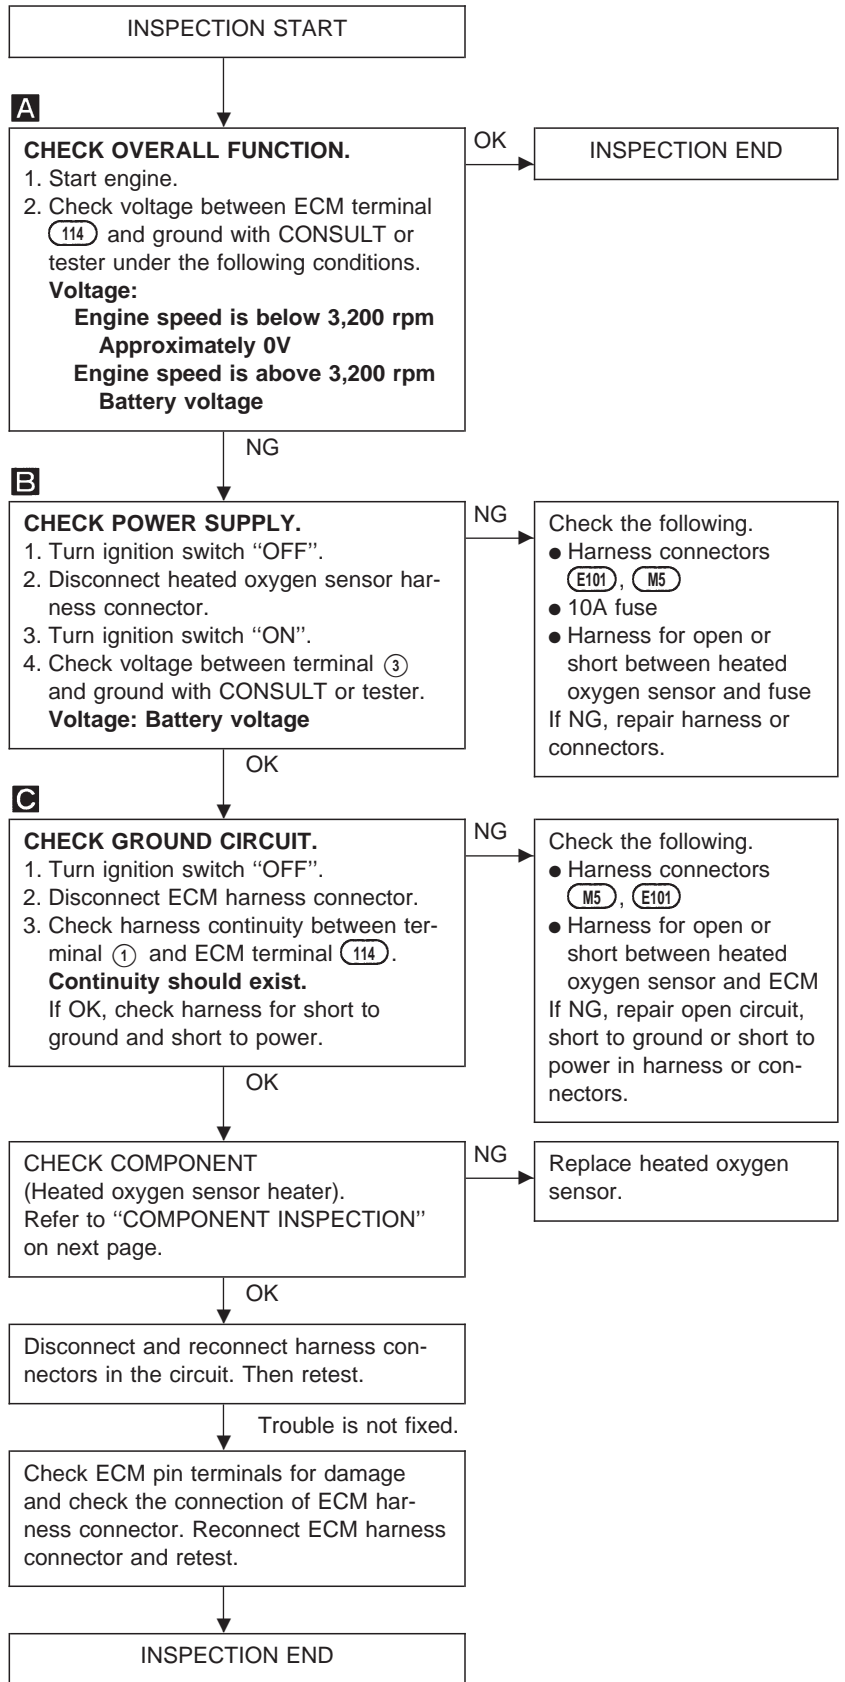 INSPECTION START
A
CHECK OVERALL FUNCTION.
1. Start engine.
2. Check voltage between ECM terminal
114 and ground with CONSULT or
tester under the following conditions.
Voltage:
Engine speed is below 3,200 rpm
Approximately 0V
Engine speed is above 3,200 rpm
Battery voltage
OK
INSPECTION END
NG
B
CHECK POWER SUPPLY.
1. Turn ignition switch ‘‘OFF’’.
2. Disconnect heated oxygen sensor har-
ness connector.
3. Turn ignition switch ‘‘ON’’.
4. Check voltage between terminal 3
and ground with CONSULT or tester.
Voltage: Battery voltage
NG
Check the following.
● Harness connectors
E101, M5
● 10A fuse
● Harness for open or
short between heated
oxygen sensor and fuse
If NG, repair harness or
connectors.
OK
C
CHECK GROUND CIRCUIT.
1. Turn ignition switch ‘‘OFF’’.
2. Disconnect ECM harness connector.
3. Check harness continuity between ter-
minal 1 and ECM terminal 114.
Continuity should exist.
If OK, check harness for short to
ground and short to power.
NG
Check the following.
● Harness connectors
M5, E101
● Harness for open or
short between heated
oxygen sensor and ECM
If NG, repair open circuit,
short to ground or short to
power in harness or con-
nectors.
OK
CHECK COMPONENT
(Heated oxygen sensor heater).
Refer to ‘‘COMPONENT INSPECTION’’
on next page.
NG
Replace heated oxygen
sensor.
OK
Disconnect and reconnect harness con-
nectors in the circuit. Then retest.
Trouble is not fixed.
Check ECM pin terminals for damage
and check the connection of ECM har-
ness connector. Reconnect ECM harness
connector and retest.
INSPECTION END